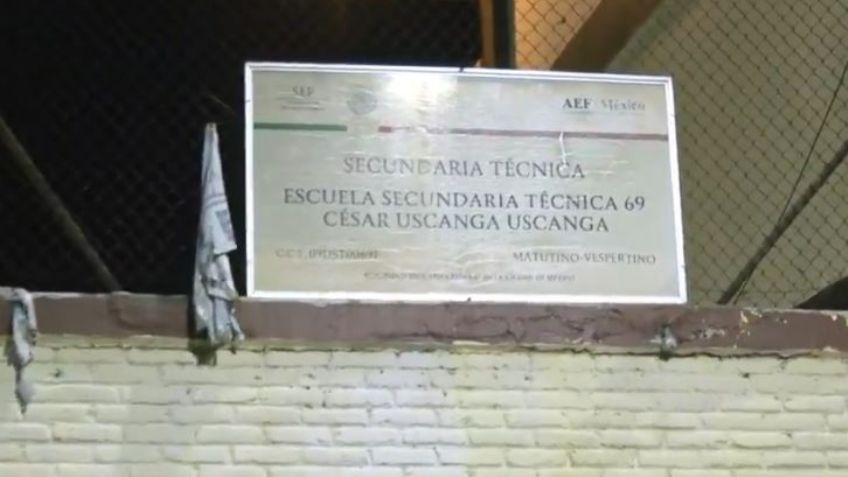 SEP
AEF México
SECUNDARIA TÉCNICA
ESCUELA SECUNDARIA TÉCNICA 69
CÉSAR USCANGA USCANGA
MATUTINO-VESPERTINO